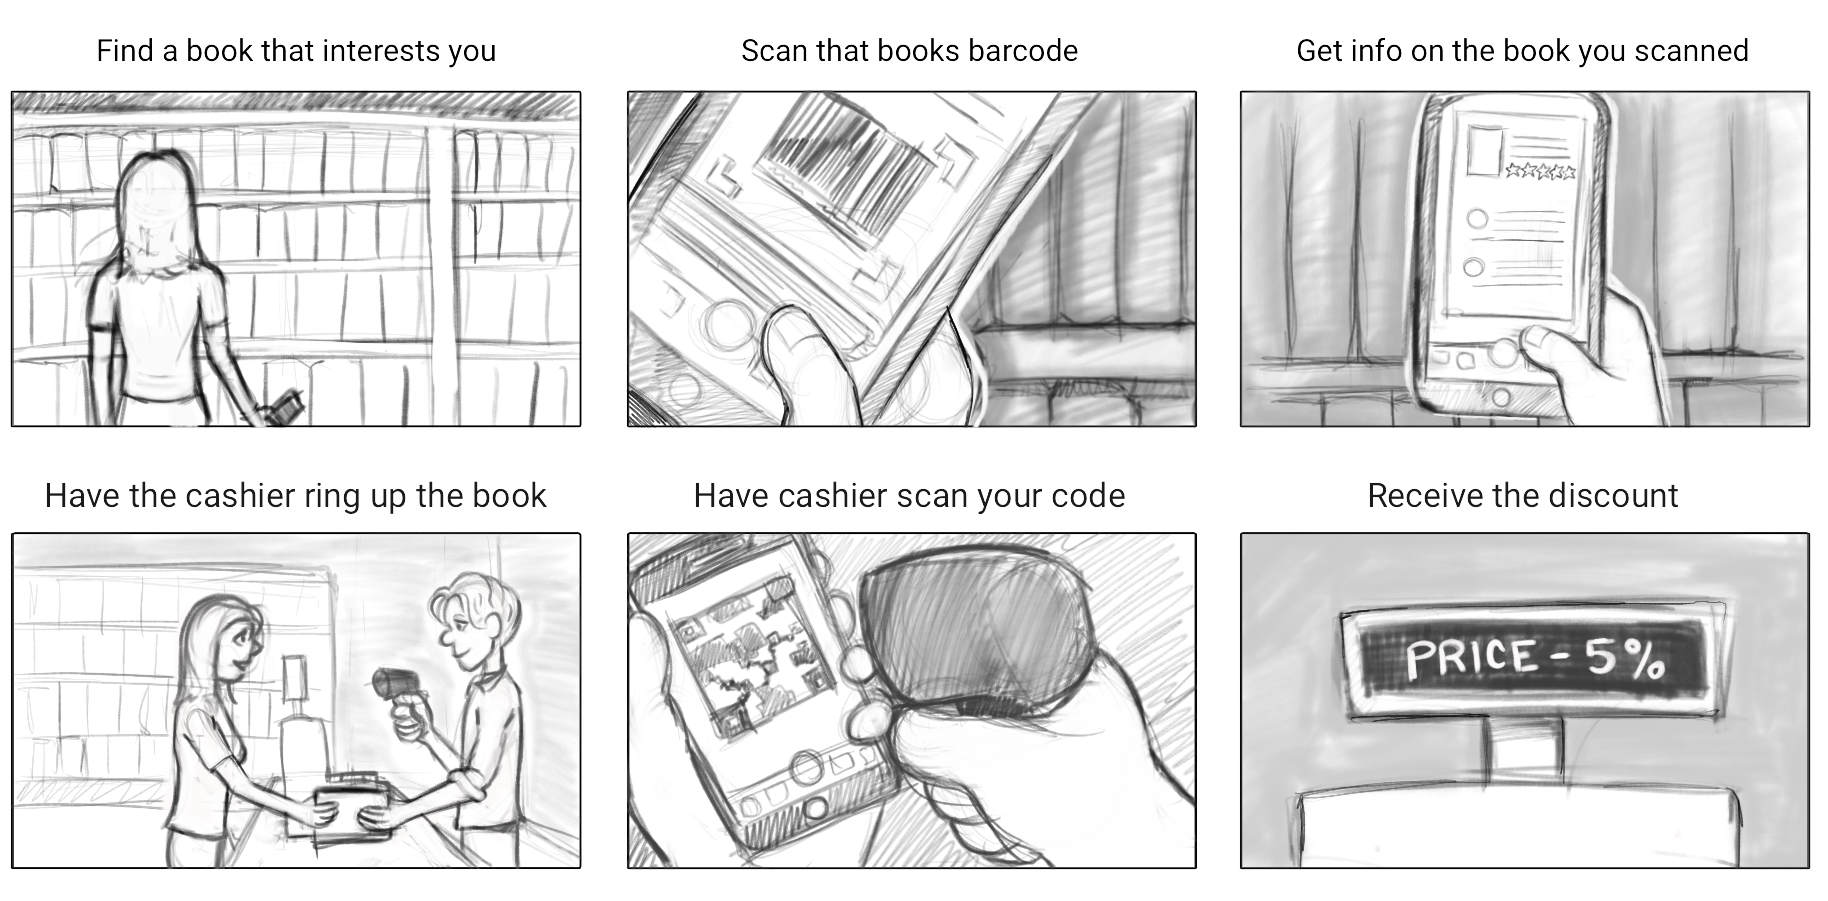 Find a book that interests you
Scan that books barcode
Get info on the book you scanned
Have the cashier ring up the book
Have cashier scan your code
Receive the discount
PRICE - 5%